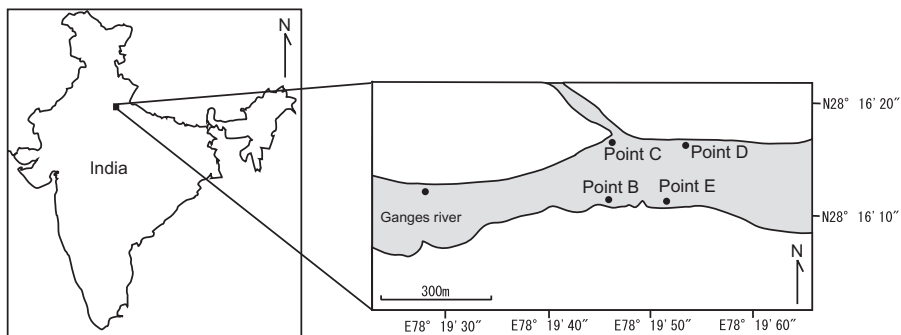 N
India
N28° 16′20″
Point C
Point D
Point B
Point E
Ganges river
N28° 16′10″
N
300m
E78° 19′30″ E78° 19′40″ E78° 19′50″ E78° 19′60″